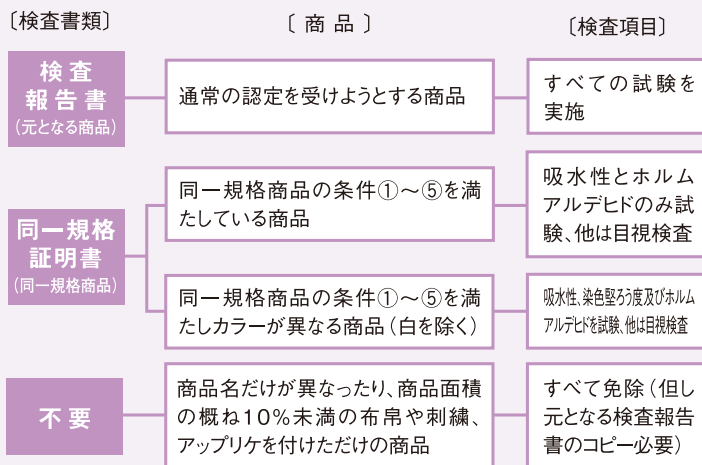 〔検査書類〕
〔 商 品 〕
〔検査項目〕
検 査
報 告 書
(元となる商品)
通常の認定を受けようとする商品
すべての試験を
実施
同一規格
証明書
(同一規格商品)
同一規格商品の条件①〜⑤を満
たしている商品
吸水性とホルム
アルデヒドのみ試
験、他は目視検査
同一規格商品の条件①〜⑤を満
たしカラーが異なる商品(白を除く)
吸水性、染色堅ろう度及びホルム
アルデヒドを試験、他は目視検査
不 要
商品名だけが異なったり、商品面積
の概ね10%未満の布帛や刺繍、
アップリケを付けただけの商品
すべて免除(但し
元となる検査報告
書のコピー必要)